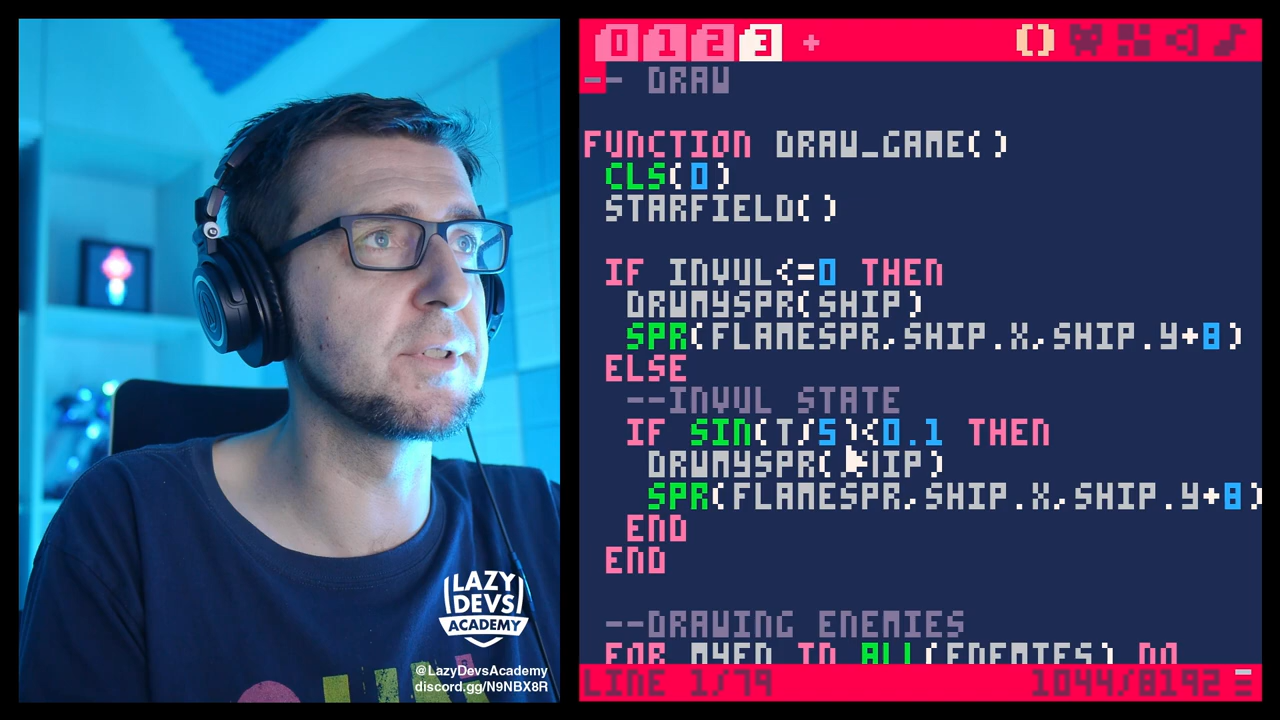 LAZY
DEVS
ACADEMY
@LazyDevsAcademy
discord.gg/N9NBX8R
0 1 2 3 +
-- DRAW
FUNCTION DRAW_GAME()
CLS(0)
STARFIELD()
IF INVUL<=0 THEN
DRWMYSPR(SHIP)
SPR(FLAMESPR,SHIP.X,SHIP.Y+8)
ELSE
--INVUL STATE
IF SIN(T/5)<0.1 THEN
DRWMYSPR(SHIP)
SPR(FLAMESPR,SHIP.X,SHIP.Y+8)
END
END
--DRAWING ENEMIES
FOR MYEN IN ALL(ENEMIES) DO
LINE 1/79
1044/8192